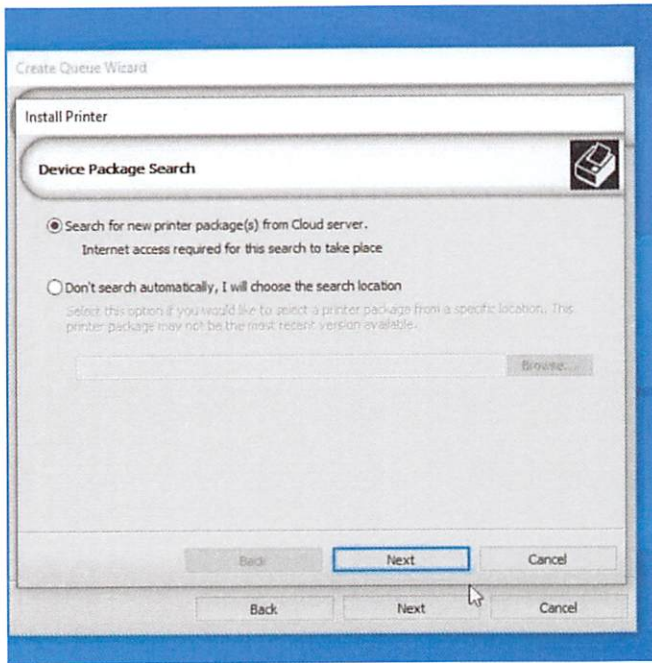 Create Queue Wizard
Install Printer
Device Package Search
Search for new printer package(s) from Cloud server.
Internet access required for this search to take place
Don't search automatically, I will choose the search location
Select this option if you would like to select a printer package from a specific location. This
printer package may not be the most recent version available.
Browse...
Back
Next
Cancel
Back
Next
Cancel